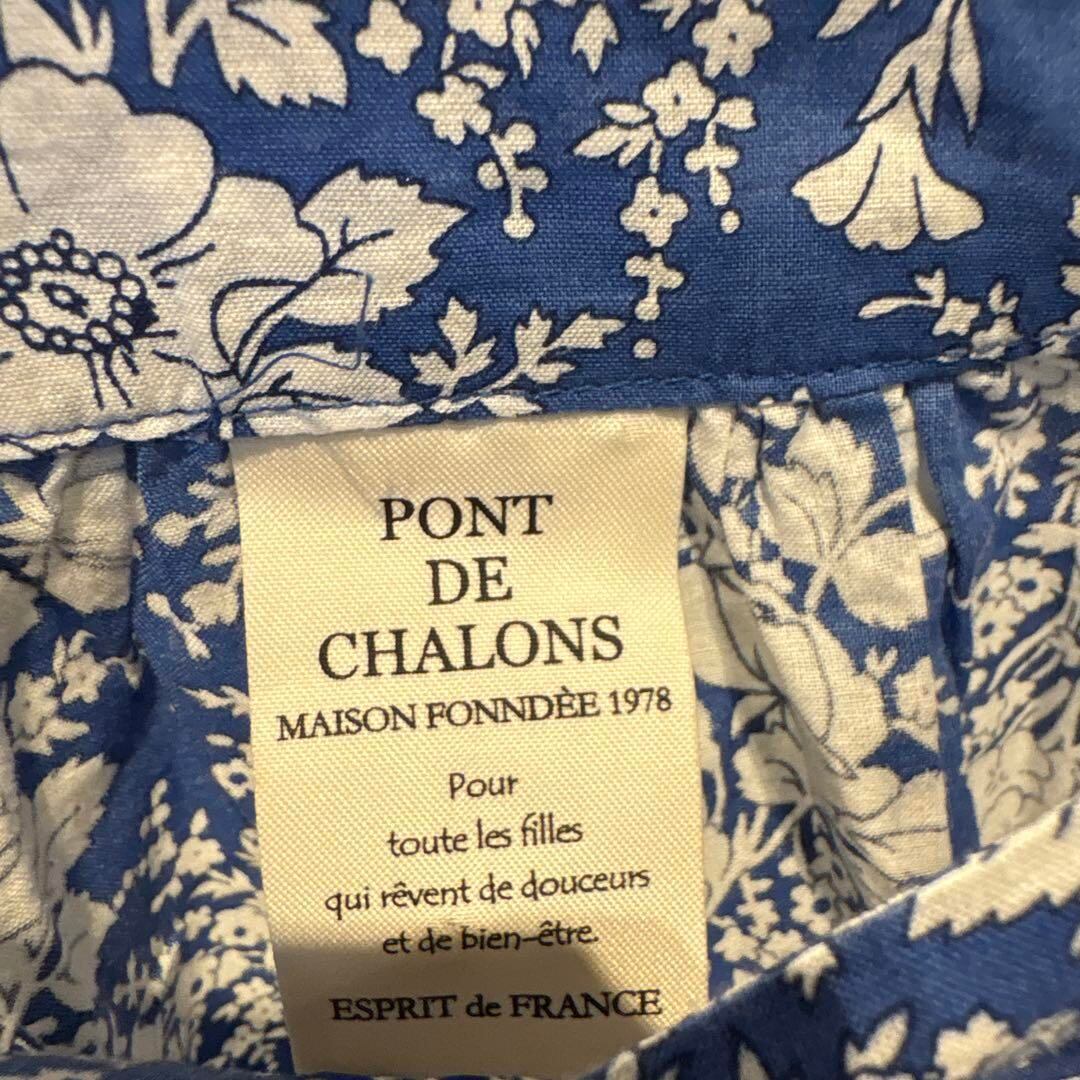 PONT
DE
CHALONS
MAISON FONNDÈE 1978
Pour
toute les filles
qui rêvent de douceurs
et de bien-être.
ESPRIT de FRANCE